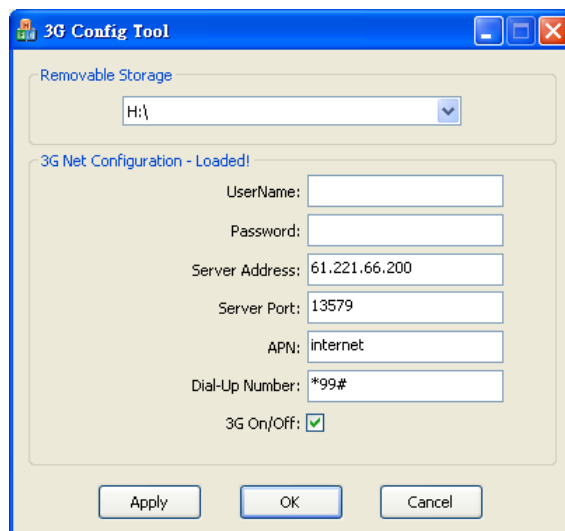 3G Config Tool
Removable Storage
H:\
3G Net Configuration - Loaded!
UserName:
Password:
Server Address: 61.221.66.200
Server Port: 13579
APN: internet
Dial-Up Number: *99#
3G On/Off:
Apply OK Cancel